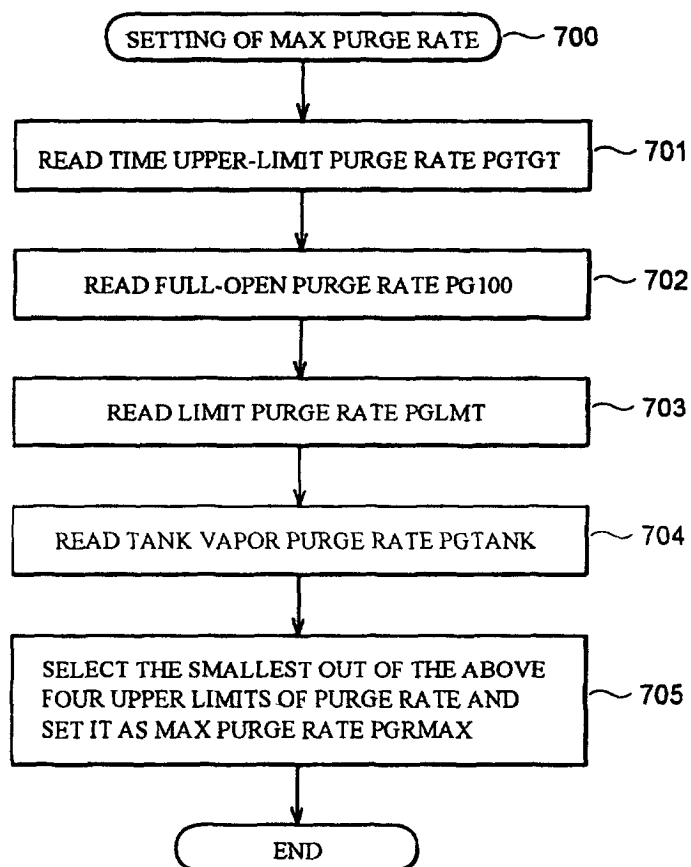 SETTING OF MAX PURGE RATE 700
READ TIME UPPER-LIMIT PURGE RATE PGTGT 701
READ FULL-OPEN PURGE RATE PG100 702
READ LIMIT PURGE RATE PGLMT 703
READ TANK VAPOR PURGE RATE PGTANK 704
SELECT THE SMALLEST OUT OF THE ABOVE
FOUR UPPER LIMITS OF PURGE RATE AND 705
SET IT AS MAX PURGE RATE PGRMAX
END